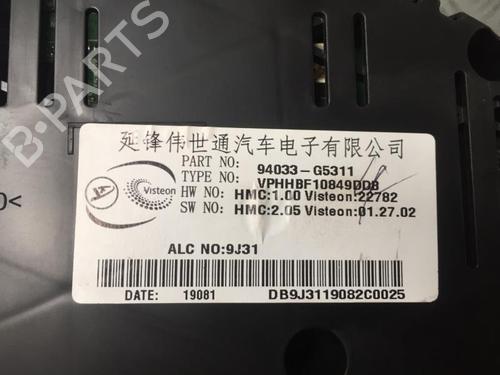 B-PARTS
延锋伟世通汽车电子有限公司
PART NO: 94033-G5311
TYPE NO: VPHHBF10849DDB
HW NO: HMC:1.00 Visteon:22782
SW NO: HMC:2.05 Visteon:01.27.02
Visteon
ALC NO:9J31
DATE: 19081 DB9J3119082C0025